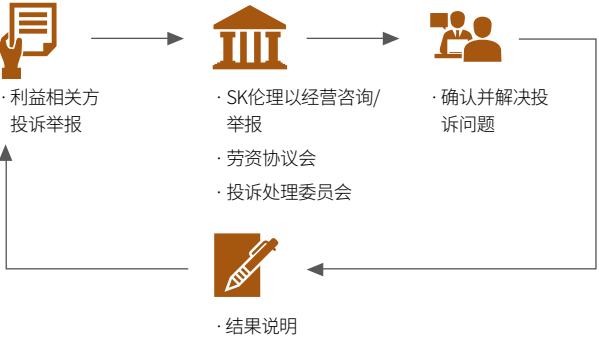 · 利益相关方
投诉举报
· SK伦理以经营咨询/
举报
· 劳资协议会
· 投诉处理委员会
· 确认并解决投
诉问题
· 结果说明